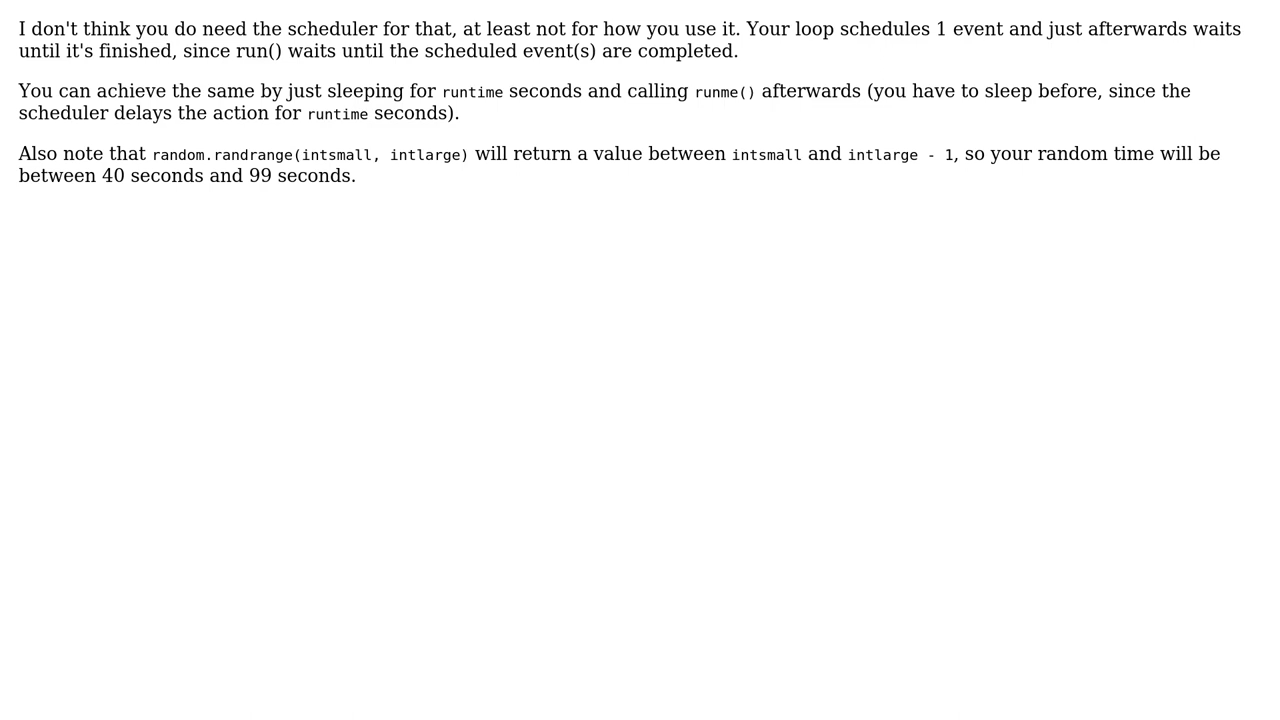 I don't think you do need the scheduler for that, at least not for how you use it. Your loop schedules 1 event and just afterwards waits
until it's finished, since run() waits until the scheduled event(s) are completed.
You can achieve the same by just sleeping for runtime seconds and calling runme() afterwards (you have to sleep before, since the
scheduler delays the action for runtime seconds).
Also note that random.randrange(intsmall, intlarge) will return a value between intsmall and intlarge - 1, so your random time will be
between 40 seconds and 99 seconds.